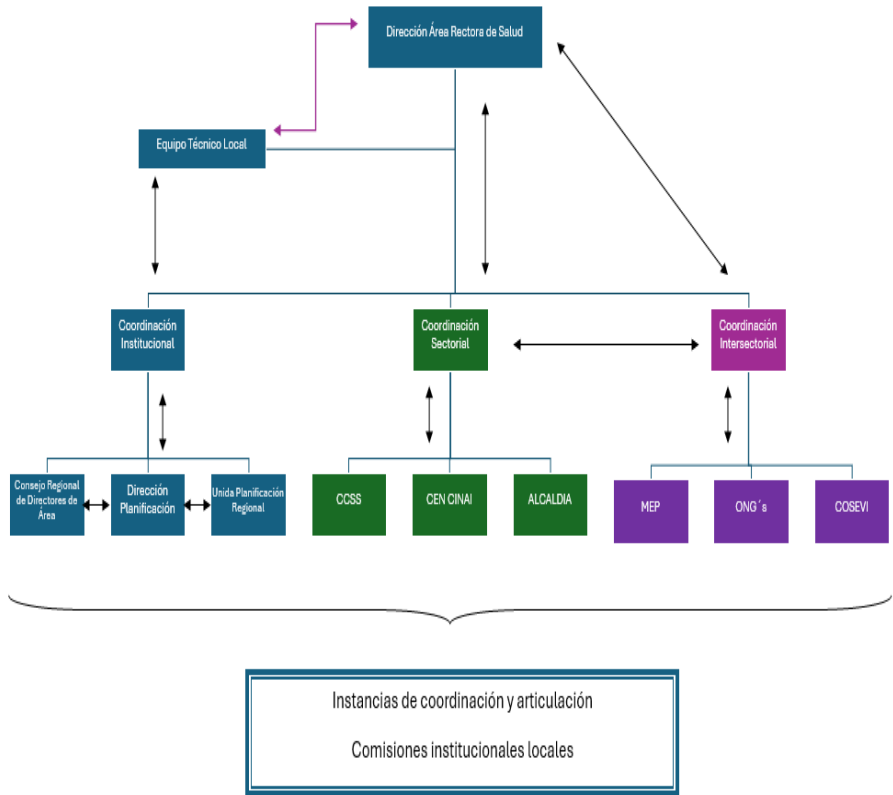 Dirección Área Rectora de Salud
Equipo Técnico Local
Coordinación
Institucional
Coordinación
Sectorial
Coordinación
Intersectorial
Consejo Regional
de Directores de
Área
Dirección
Planificación
Unida Planificación
Regional
CCSS
CEN CINAI
ALCALDIA
MEP
ONG´s
COSEVI
Instancias de coordinación y articulación
Comisiones institucionales locales